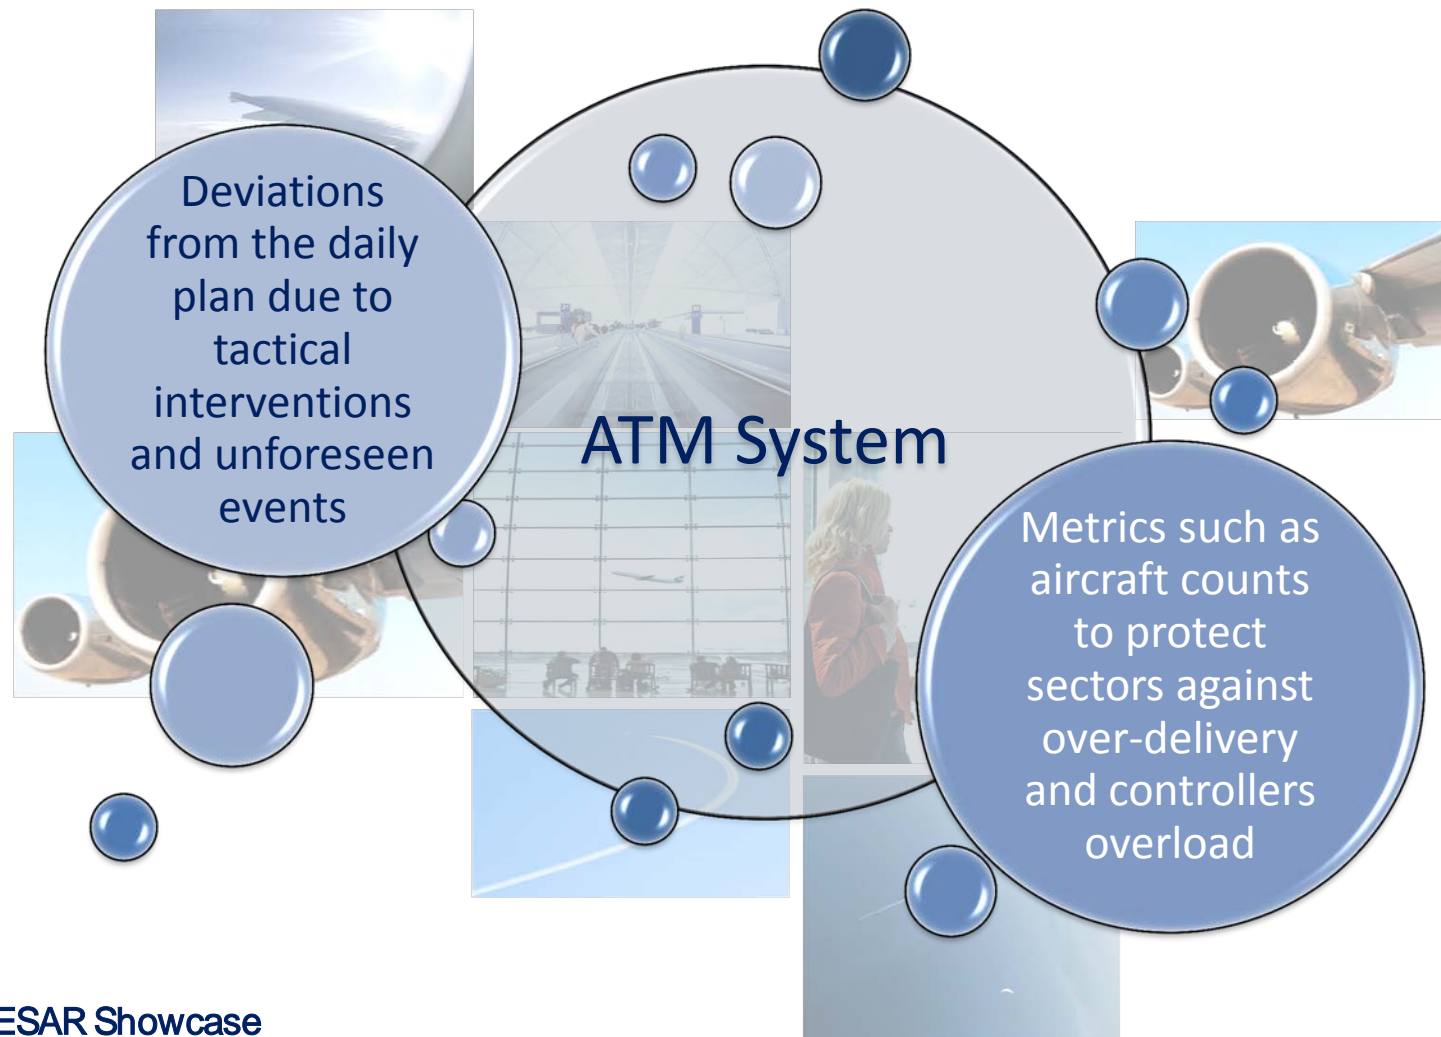 Deviations
from the daily
plan due to
tactical
interventions
and unforeseen
events
ATM System
Metrics such as
aircraft counts
to protect
sectors against
over-delivery
and controllers
overload
ESAR Showcase